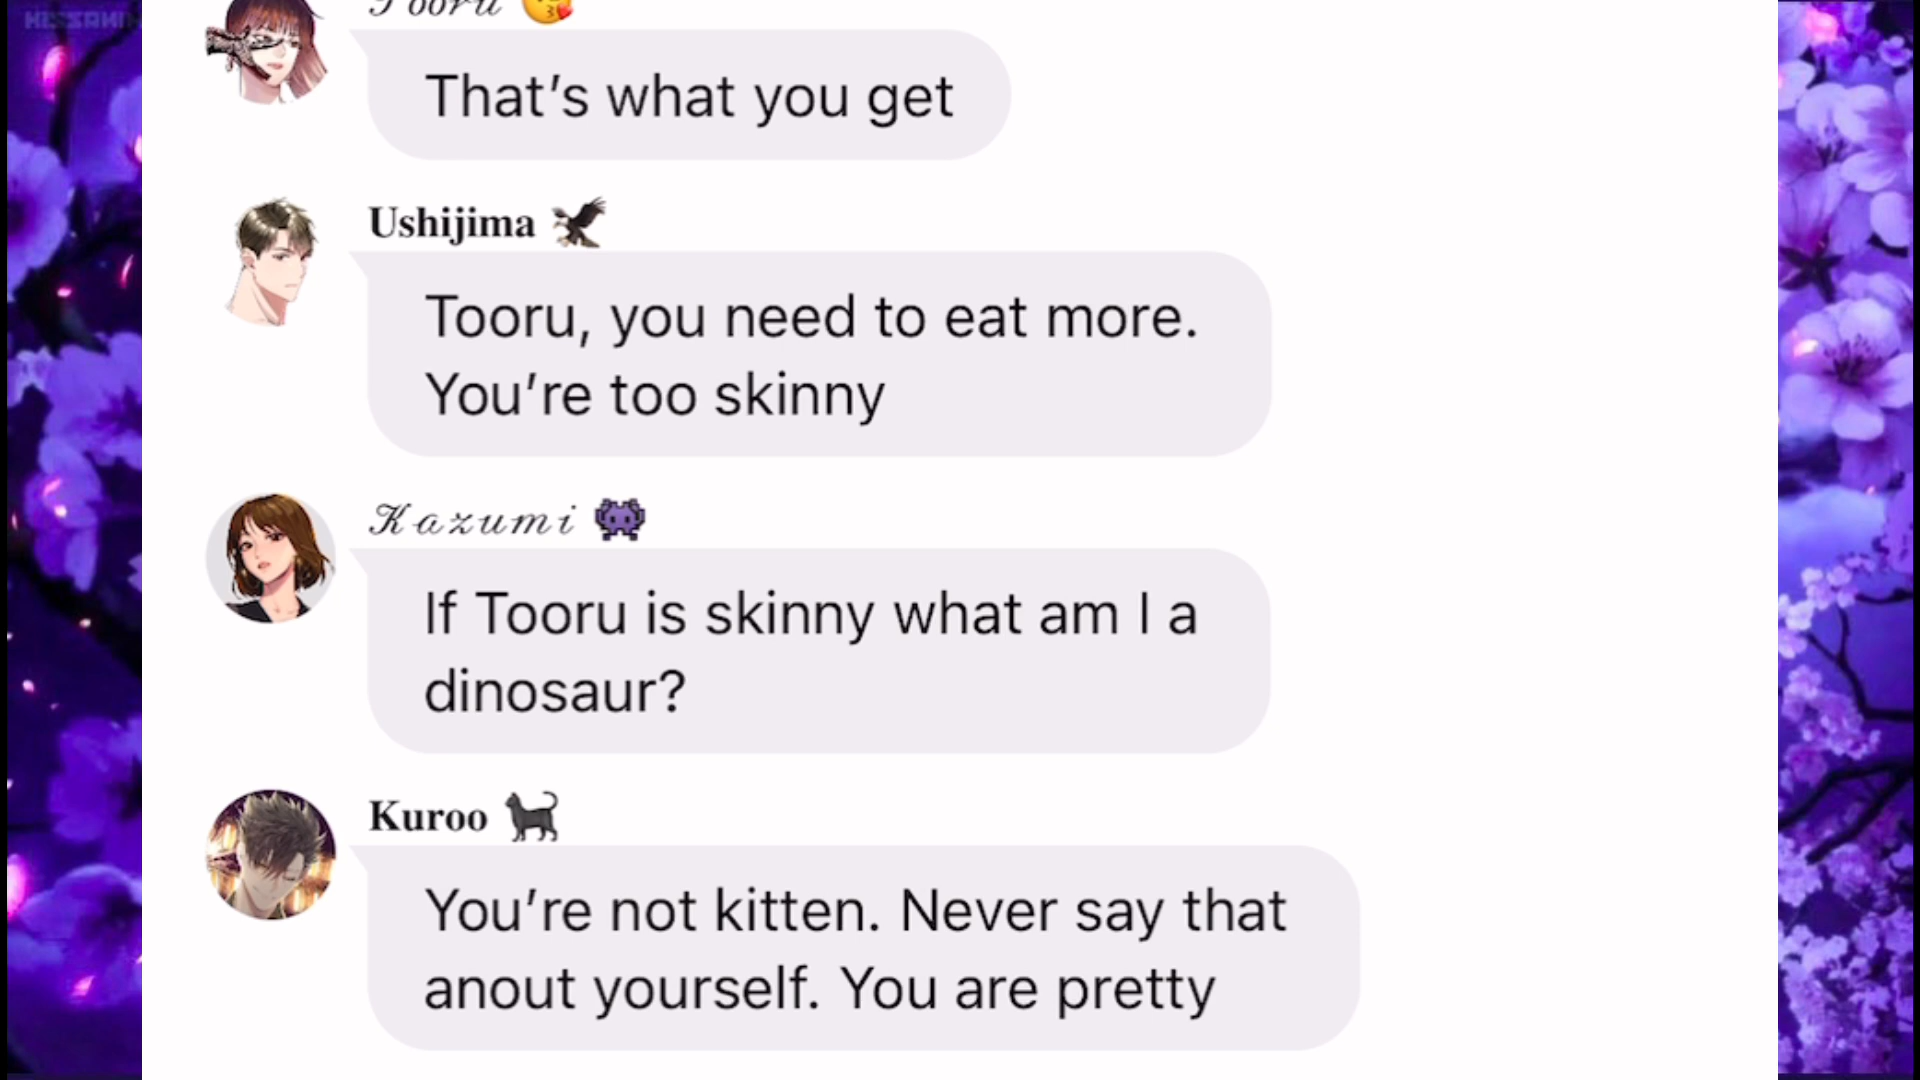 Tooru 😘
That’s what you get
Ushijima 🦅
Tooru, you need to eat more.
You’re too skinny
Kazumi 👾
If Tooru is skinny what am I a
dinosaur?
Kuroo 🐈‍⬛
You’re not kitten. Never say that
anout yourself. You are pretty